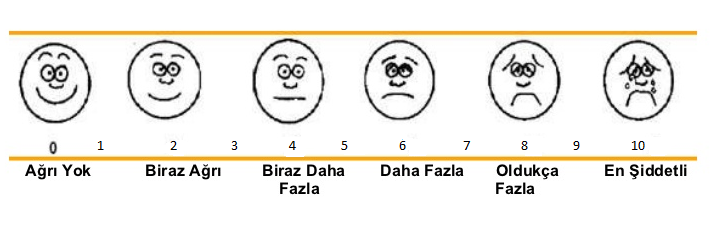 0 1 2 3 4 5 6 7 8 9 10
Ağrı Yok Biraz Ağrı Biraz Daha Daha Fazla Oldukça En Şiddetli
Fazla Fazla